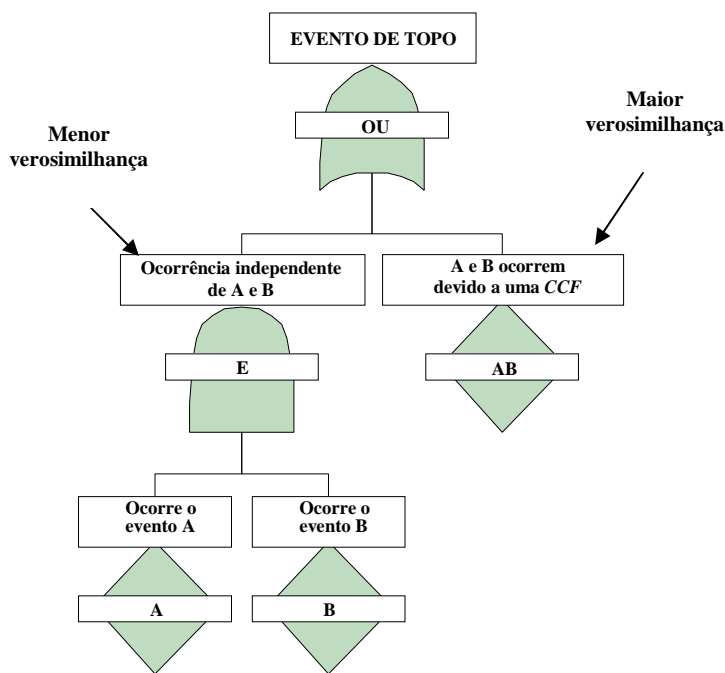 EVENTO DE TOPO
OU
Menor
verosimilhança
Maior
verosimilhança
Ocorrência independente
de A e B
A e B ocorrem
devido a uma CCF
E
AB
Ocorre o
evento A
Ocorre o
evento B
A
B